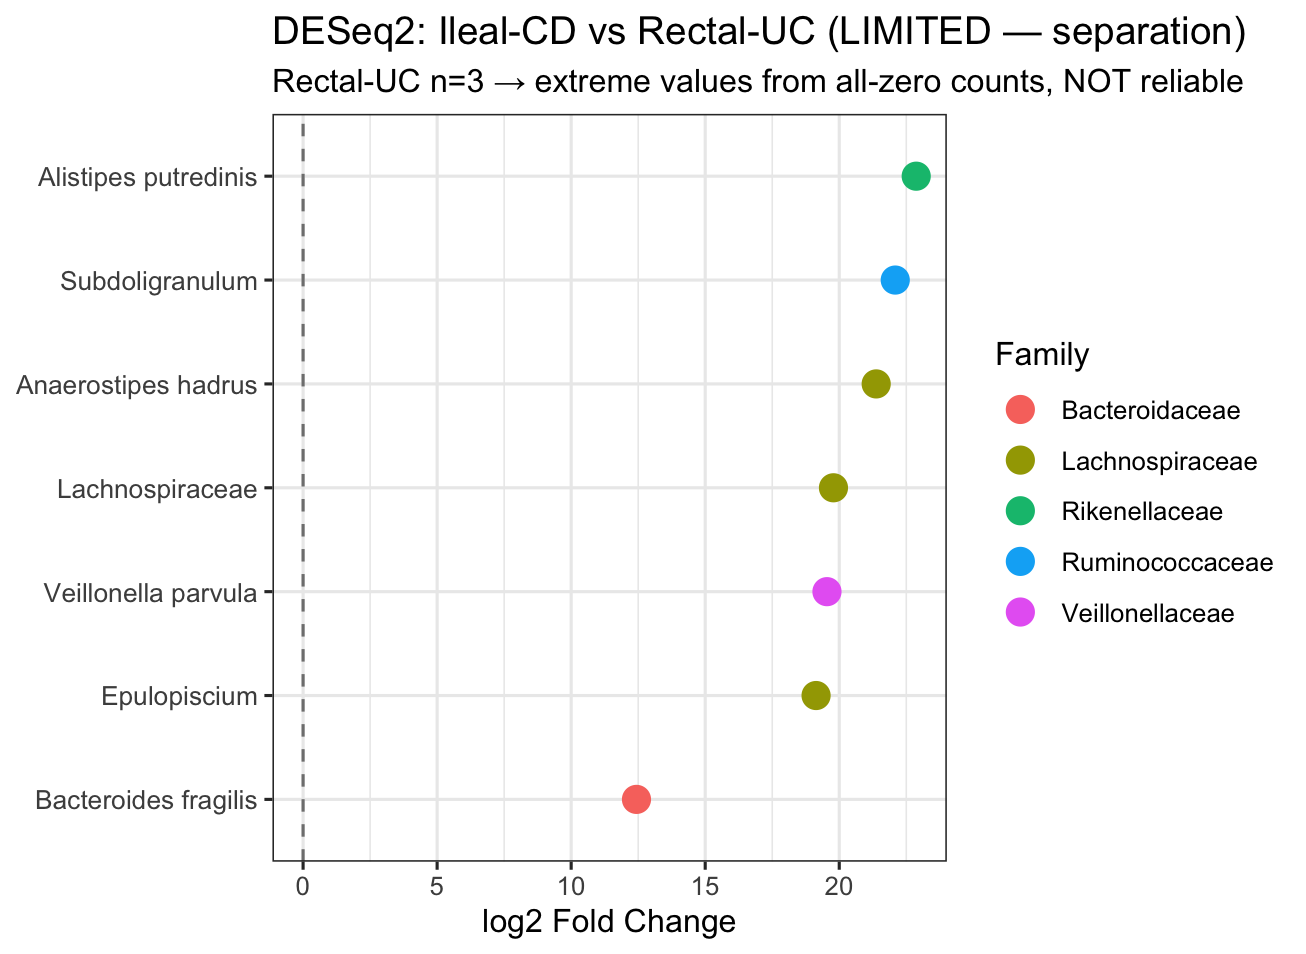 DESeq2: Ileal-CD vs Rectal-UC (LIMITED — separation)
Rectal-UC n=3 → extreme values from all-zero counts, NOT reliable
Alistipes putredinis
Subdoligranulum
Anaerostipes hadrus
Lachnospiraceae
Veillonella parvula
Epulopiscium
Bacteroides fragilis
0 5 10 15 20
log2 Fold Change
Family
Bacteroidaceae
Lachnospiraceae
Rikenellaceae
Ruminococcaceae
Veillonellaceae